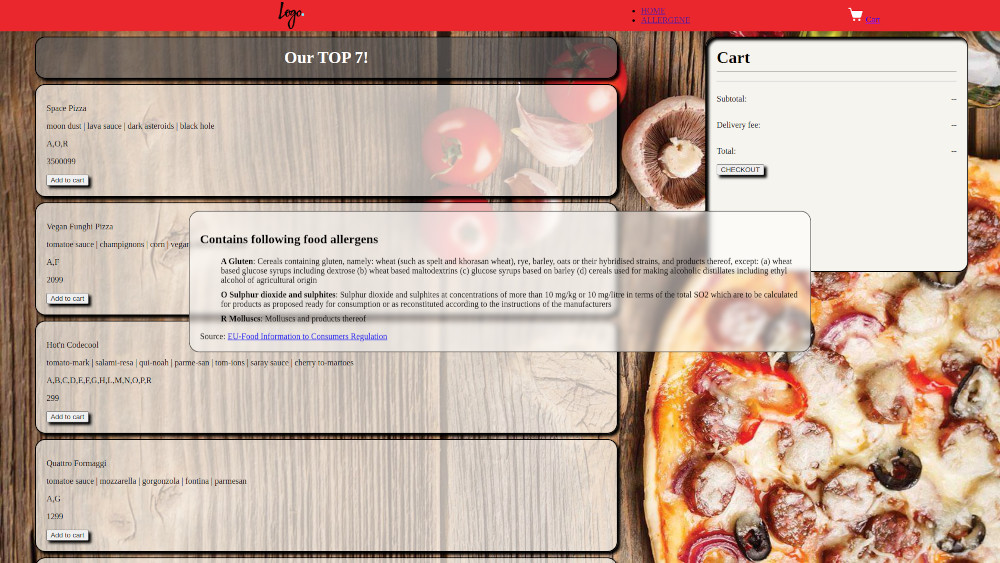 Logo.
HOME
ALLERGENE
Cart
Our TOP 7!
Space Pizza
moon dust | lava sauce | dark asteroids | black hole
A,O,R
3500099
Add to cart
Vegan Funghi Pizza
tomatoe sauce | champignons | corn | vegan
A,F
2099
Add to cart
Hot'n Codecool
tomato-mark | salami-resa | qui-noah | parme-san | tom-ions | saray sauce | cherry to-martoes
A,B,C,D,E,F,G,H,L,M,N,O,P,R
299
Add to cart
Quattro Formaggi
tomatoe sauce | mozzarella | gorgonzola | fontina | parmesan
A,G
1299
Add to cart
Contains following food allergens
A Gluten: Cereals containing gluten, namely: wheat (such as spelt and khorasan wheat), rye, barley, oats or their hybridised strains, and products thereof, except: (a) wheat
based glucose syrups including dextrose (b) wheat based maltodextrins (c) glucose syrups based on barley (d) cereals used for making alcoholic distillates including ethyl
alcohol of agricultural origin
O Sulphur dioxide and sulphites: Sulphur dioxide and sulphites at concentrations of more than 10 mg/kg or 10 mg/litre in terms of the total SO2 which are to be calculated
for products as proposed ready for consumption or as reconstituted according to the instructions of the manufacturers
R Molluscs: Molluscs and products thereof
Source: EU-Food Information to Consumers Regulation
Cart
Subtotal: --
Delivery fee: --
Total: --
CHECKOUT